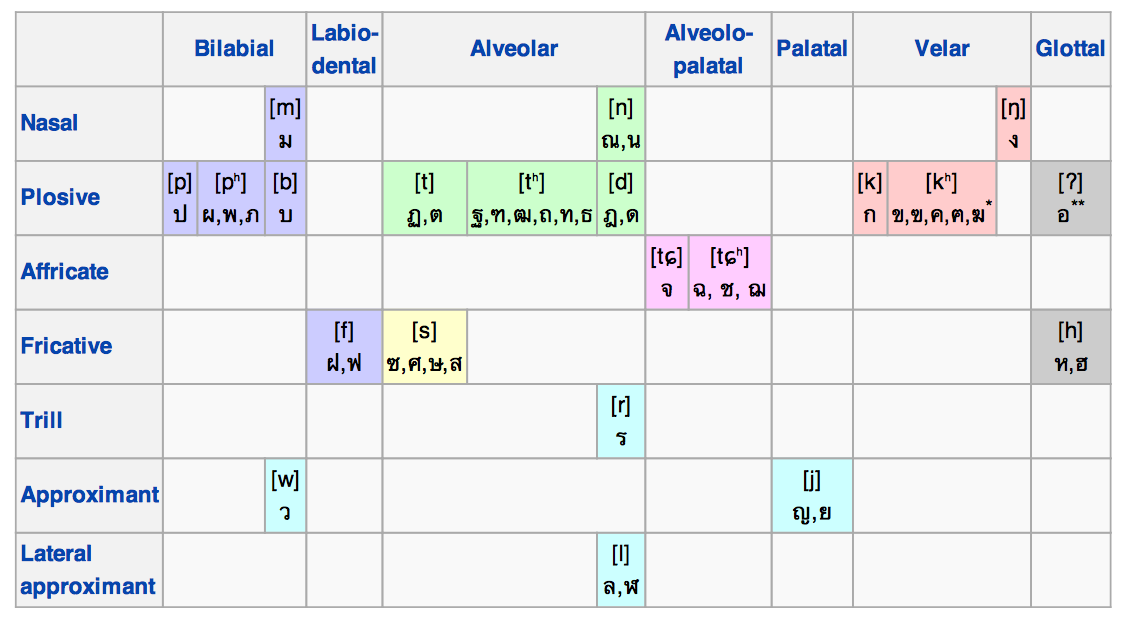 Bilabial Labio-dental Alveolar Alveolo-palatal Palatal Velar Glottal
Nasal [m] [n] [ŋ]
ม ณ,น ง
Plosive [p] [pʰ] [b] [t] [tʰ] [d] [k] [kʰ] [ʔ]
ป ผ,พ,ภ บ ฏ,ต ฐ,ฑ,ฒ,ถ,ท,ธ ฎ,ด ก ข,ฃ,ค,ฅ,ฆ* อ**
Affricate [tɕ] [tɕʰ]
จ ฉ, ช, ฌ
Fricative [f] [s] [h]
ฝ,ฟ ซ,ศ,ษ,ส ห,ฮ
Trill [r]
ร
Approximant [w] [j]
ว ญ,ย
Lateral [l]
approximant ล,ฬ